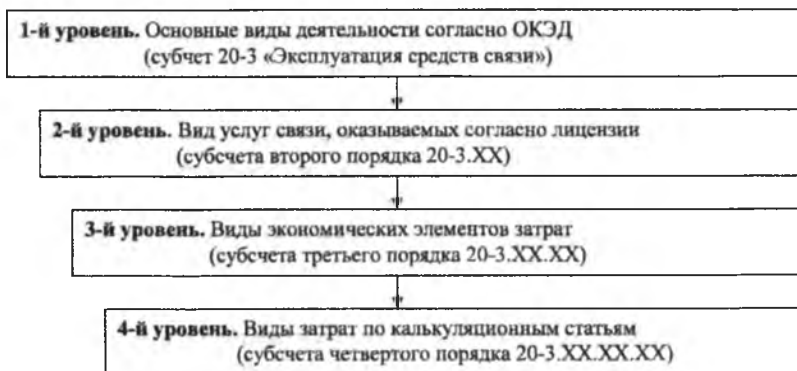 1-й уровень. Основные виды деятельности согласно ОКЭД
(субчет 20-3 «Эксплуатация средств связи»)
2-й уровень. Вид услуг связи, оказываемых согласно лицензии
(субсчета второго порядка 20-3.XX)
3-й уровень. Виды экономических элементов затрат
(субсчета третьего порядка 20-3.XX.XX)
4-й уровень. Виды затрат по калькуляционным статьям
(субсчета четвертого порядка 20-3.XX.XX.XX)